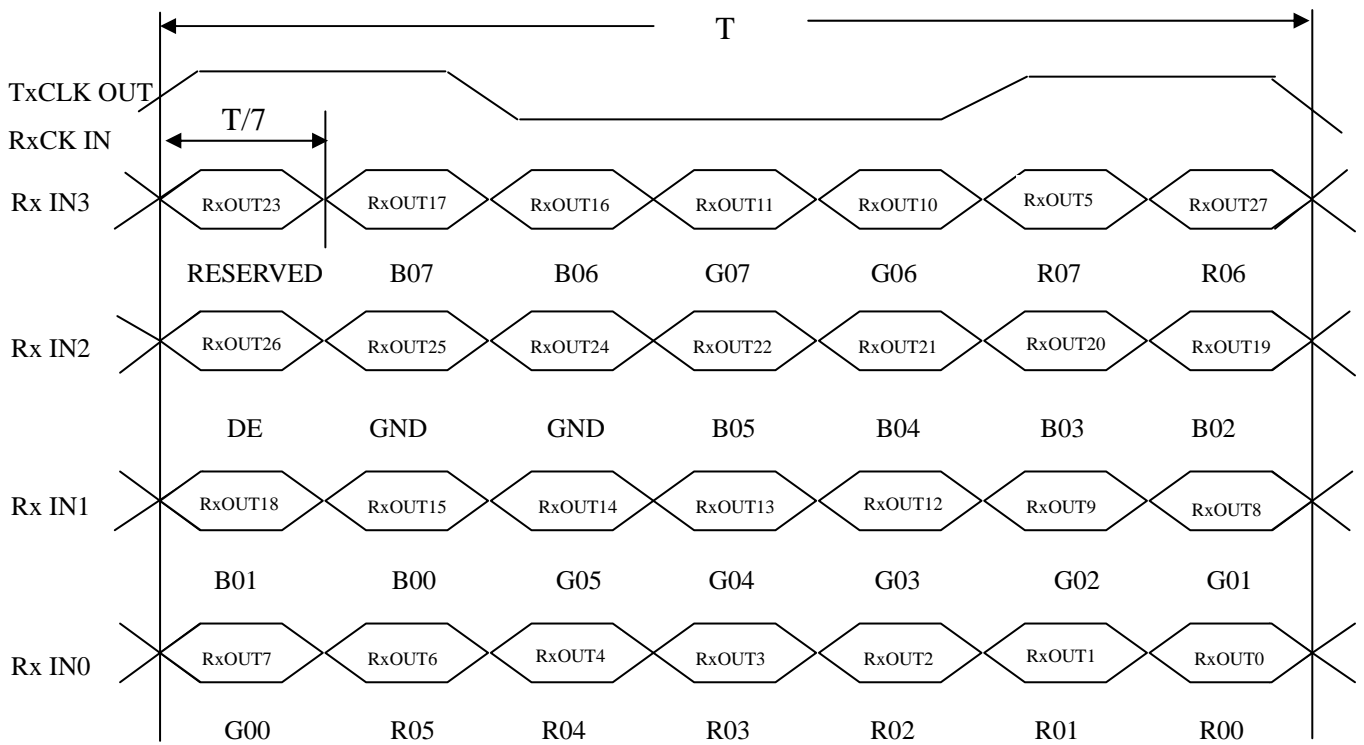 T
TxCLK OUT
T/7
RxCK IN
Rx IN3 RxOUT23 RxOUT17 RxOUT16 RxOUT11 RxOUT10 RxOUT5 RxOUT27
RESERVED B07 B06 G07 G06 R07 R06
Rx IN2 RxOUT26 RxOUT25 RxOUT24 RxOUT22 RxOUT21 RxOUT20 RxOUT19
DE GND GND B05 B04 B03 B02
Rx IN1 RxOUT18 RxOUT15 RxOUT14 RxOUT13 RxOUT12 RxOUT9 RxOUT8
B01 B00 G05 G04 G03 G02 G01
Rx IN0 RxOUT7 RxOUT6 RxOUT4 RxOUT3 RxOUT2 RxOUT1 RxOUT0
G00 R05 R04 R03 R02 R01 R00